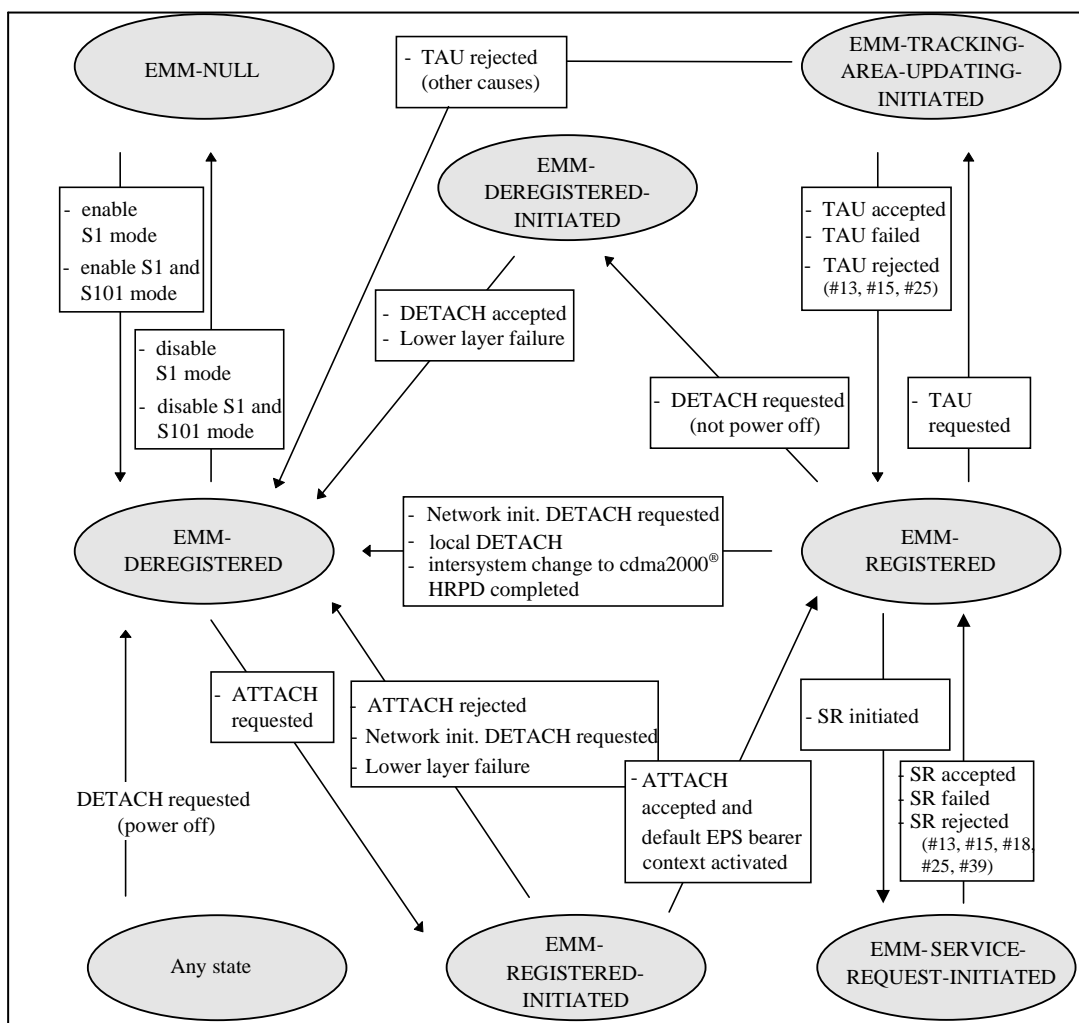 EMM-NULL
- TAU rejected
(other causes)
EMM-TRACKING-
AREA-UPDATING-
INITIATED
EMM-
DEREGISTERED-
INITIATED
- enable
S1 mode
- enable S1 and
S101 mode
- TAU accepted
- TAU failed
- TAU rejected
(#13, #15, #25)
- DETACH accepted
- Lower layer failure
- disable
S1 mode
- disable S1 and
S101 mode
- DETACH requested
(not power off)
- TAU
requested
EMM-
DEREGISTERED
- Network init. DETACH requested
- local DETACH
- intersystem change to cdma2000®
HRPD completed
EMM-
REGISTERED
- ATTACH
requested
- ATTACH rejected
- Network init. DETACH requested
- Lower layer failure
- SR initiated
DETACH requested
(power off)
- ATTACH
accepted and
default EPS bearer
context activated
- SR accepted
- SR failed
- SR rejected
(#13, #15, #18,
#25, #39)
Any state
EMM-
REGISTERED-
INITIATED
EMM-SERVICE-
REQUEST-INITIATED